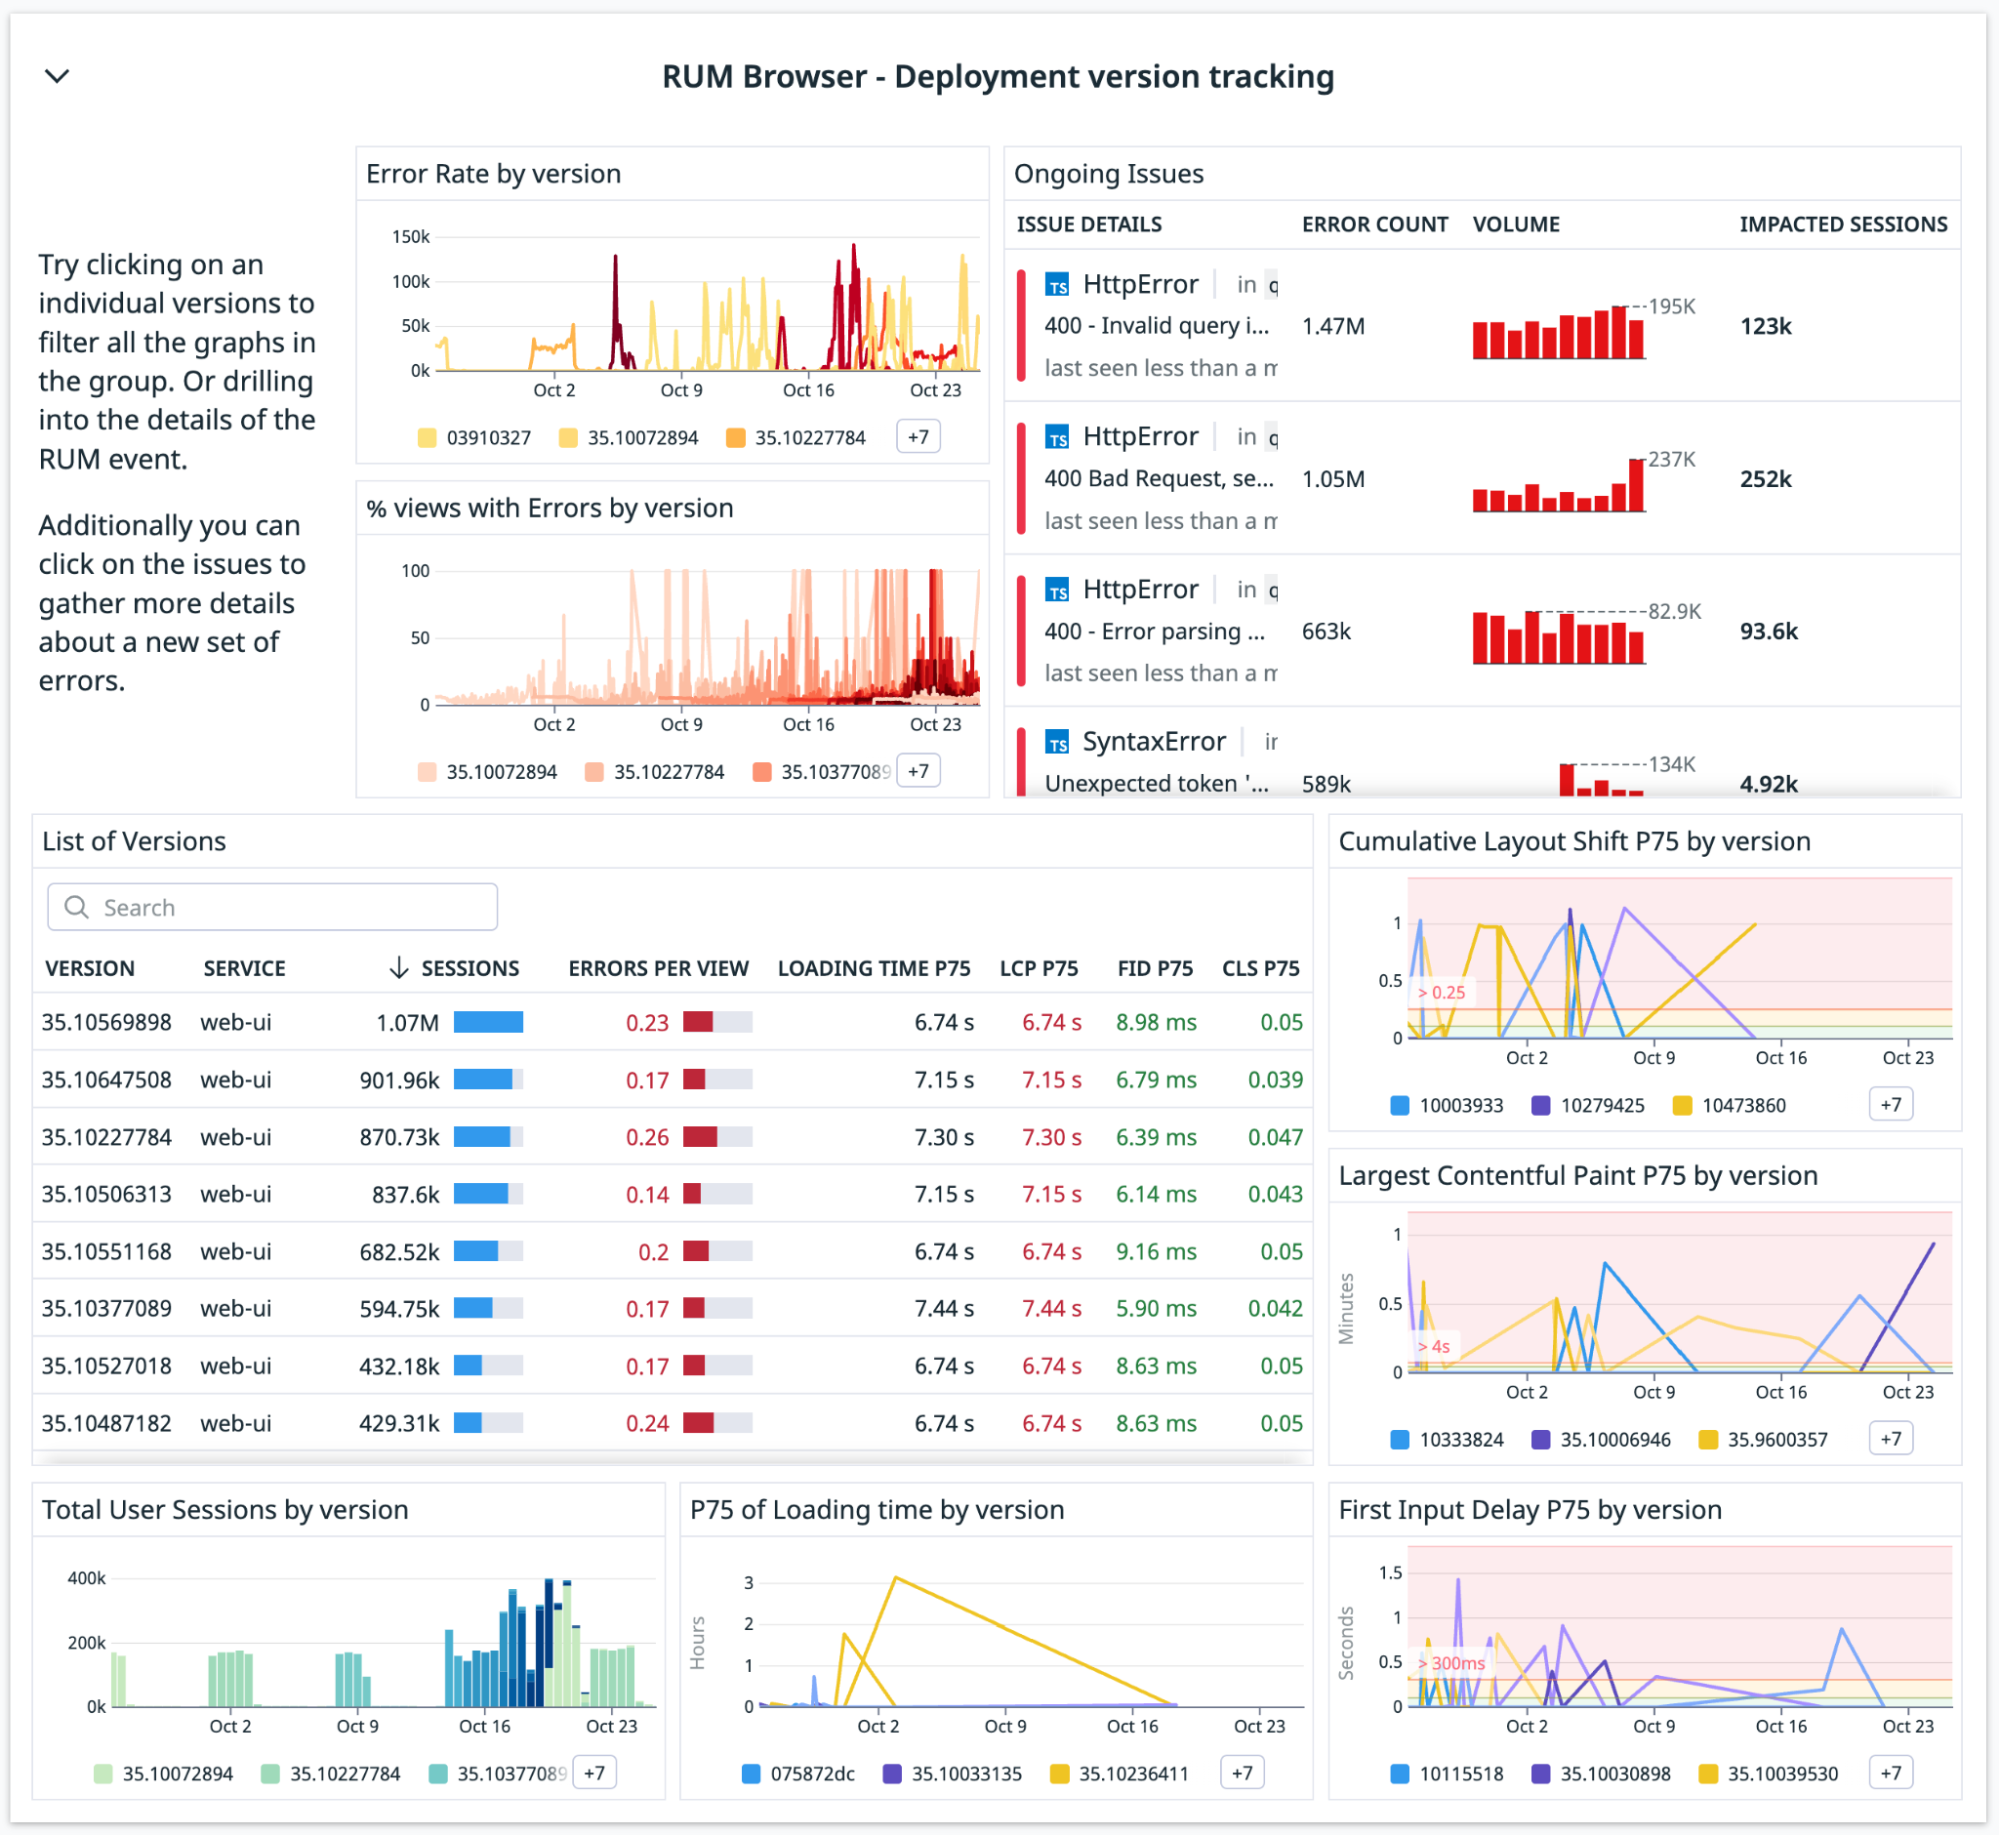 RUM Browser - Deployment version tracking
Try clicking on an
individual versions to
filter all the graphs in
the group. Or drilling
into the details of the
RUM event.
Additionally you can
click on the issues to
gather more details
about a new set of
errors.
Error Rate by version
150k
100k
50k
0k
Oct 2 Oct 9 Oct 16 Oct 23
03910327 35.10072894 35.10227784 +7
% views with Errors by version
100
50
0
Oct 2 Oct 9 Oct 16 Oct 23
35.10072894 35.10227784 35.10377089 +7
Ongoing Issues
ISSUE DETAILS ERROR COUNT VOLUME IMPACTED SESSIONS
TS HttpError in q
400 - Invalid query i... 1.47M 195K 123k
last seen less than a m
TS HttpError in q
400 Bad Request, se... 1.05M 237K 252k
last seen less than a m
TS HttpError in q
400 - Error parsing ... 663k 82.9K 93.6k
last seen less than a m
TS SyntaxError in
Unexpected token '... 589k 134K 4.92k
List of Versions
Search
VERSION SERVICE SESSIONS ERRORS PER VIEW LOADING TIME P75 LCP P75 FID P75 CLS P75
35.10569898 web-ui 1.07M 0.23 6.74 s 6.74 s 8.98 ms 0.05
35.10647508 web-ui 901.96k 0.17 7.15 s 7.15 s 6.79 ms 0.039
35.10227784 web-ui 870.73k 0.26 7.30 s 7.30 s 6.39 ms 0.047
35.10506313 web-ui 837.6k 0.14 7.15 s 7.15 s 6.14 ms 0.043
35.10551168 web-ui 682.52k 0.2 6.74 s 6.74 s 9.16 ms 0.05
35.10377089 web-ui 594.75k 0.17 7.44 s 7.44 s 5.90 ms 0.042
35.10527018 web-ui 432.18k 0.17 6.74 s 6.74 s 8.63 ms 0.05
35.10487182 web-ui 429.31k 0.24 6.74 s 6.74 s 8.63 ms 0.05
Cumulative Layout Shift P75 by version
1
0.5
> 0.25
0
Oct 2 Oct 9 Oct 16 Oct 23
10003933 10279425 10473860 +7
Largest Contentful Paint P75 by version
Minutes
1
0.5
> 4s
0
Oct 2 Oct 9 Oct 16 Oct 23
10333824 35.10006946 35.9600357 +7
Total User Sessions by version
400k
200k
0k
Oct 2 Oct 9 Oct 16 Oct 23
35.10072894 35.10227784 35.10377089 +7
P75 of Loading time by version
Hours
3
2
1
0
Oct 2 Oct 9 Oct 16 Oct 23
075872dc 35.10033135 35.10236411 +7
First Input Delay P75 by version
Seconds
1.5
1
0.5
> 300ms
0
Oct 2 Oct 9 Oct 16 Oct 23
10115518 35.10030898 35.10039530 +7